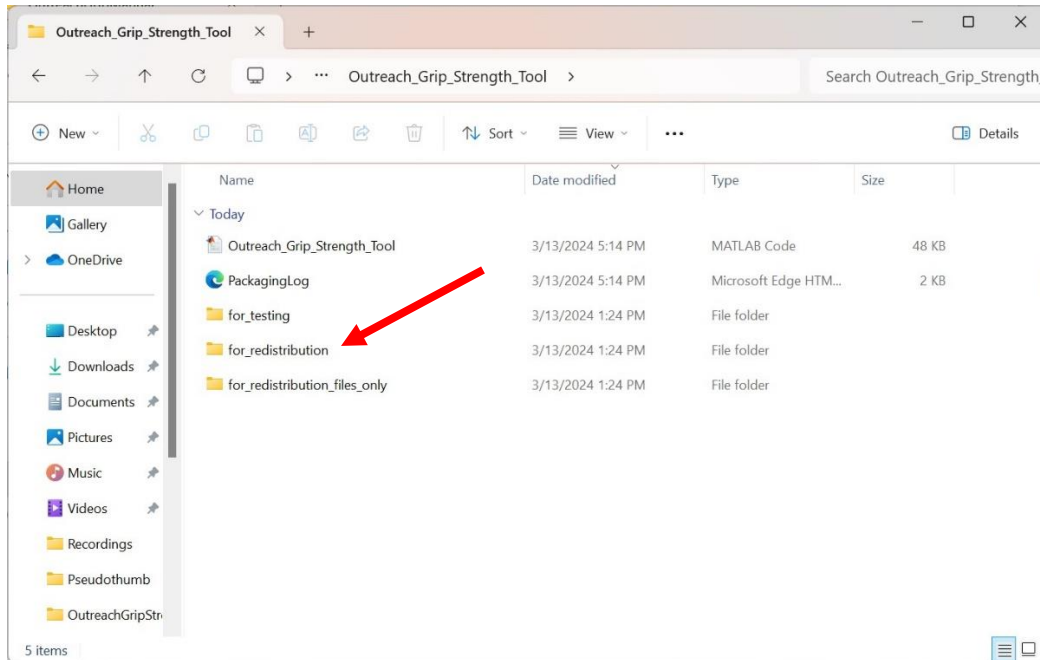 Outreach_Grip_Strength_Tool
… Outreach_Grip_Strength_Tool
Search Outreach_Grip_Strength_
New
Sort
View
Details
Name Date modified Type Size
Today
Outreach_Grip_Strength_Tool 3/13/2024 5:14 PM MATLAB Code 48 KB
PackagingLog 3/13/2024 5:14 PM Microsoft Edge HTM... 2 KB
for_testing 3/13/2024 1:24 PM File folder
for_redistribution 3/13/2024 1:24 PM File folder
for_redistribution_files_only 3/13/2024 1:24 PM File folder
Home
Gallery
OneDrive
Desktop
Downloads
Documents
Pictures
Music
Videos
Recordings
Pseudothumb
OutreachGripStr
5 items